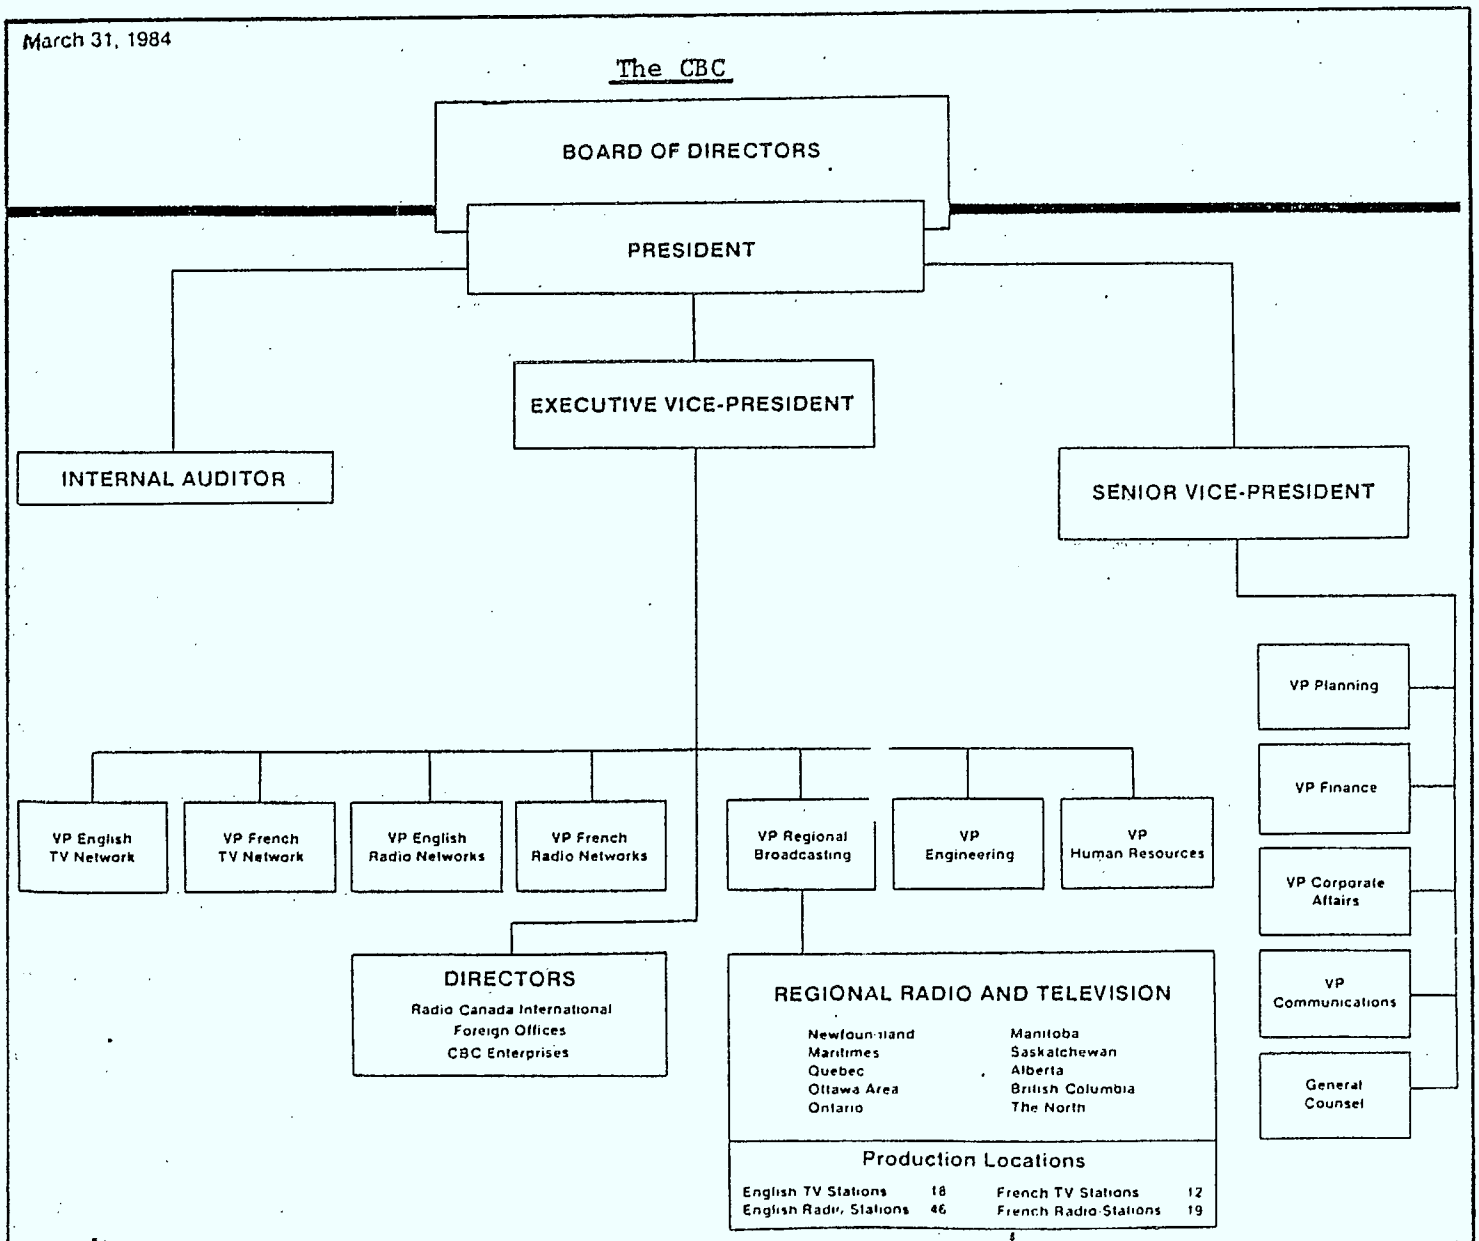 March 31, 1984
The CBC
BOARD OF DIRECTORS
PRESIDENT
EXECUTIVE VICE-PRESIDENT
INTERNAL AUDITOR
SENIOR VICE-PRESIDENT
VP Planning
VP Finance
VP Corporate
Affairs
VP
Communications
General
Counsel
VP English
TV Network
VP French
TV Network
VP English
Radio Networks
VP French
Radio Networks
VP Regional
Broadcasting
VP
Engineering
VP
Human Resources
DIRECTORS
Radio Canada International
Foreign Offices
CBC Enterprises
REGIONAL RADIO AND TELEVISION
Newfoundland
Maritimes
Quebec
Ottawa Area
Ontario
Manitoba
Saskatchewan
Alberta
British Columbia
The North
Production Locations
English TV Stations 18
English Radio Stations 46
French TV Stations 12
French Radio Stations 19